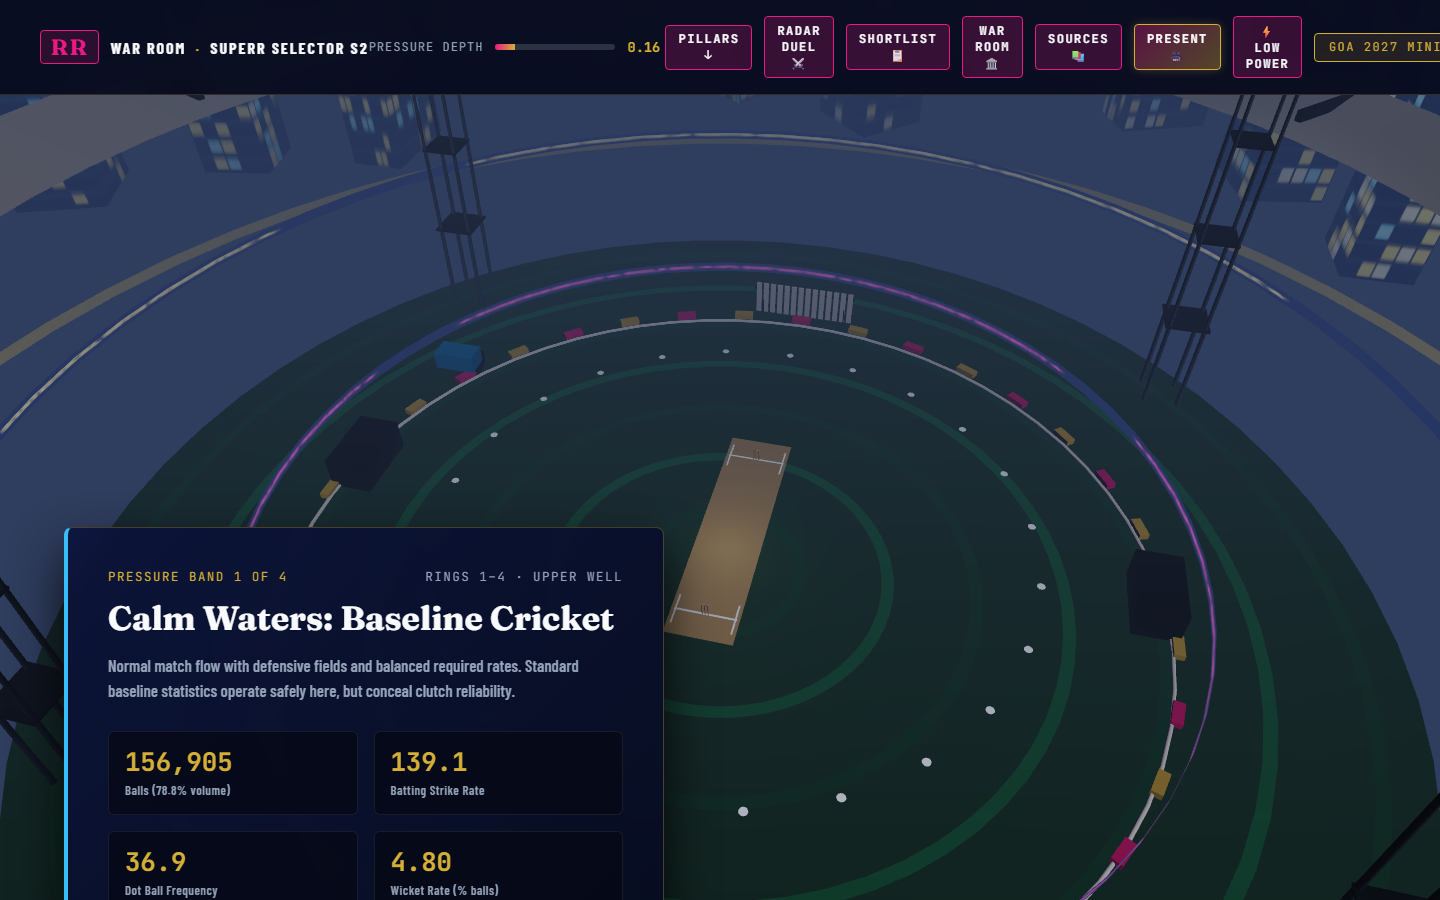 RR WAR ROOM · SUPERR SELECTOR S2
PRESSURE DEPTH 0.16
PILLARS ↓
RADAR
DUEL
SHORTLIST
WAR
ROOM
SOURCES
PRESENT
LOW
POWER
GOA 2027 MINI
PRESSURE BAND 1 OF 4
RINGS 1–4 · UPPER WELL
Calm Waters: Baseline Cricket
Normal match flow with defensive fields and balanced required rates. Standard
baseline statistics operate safely here, but conceal clutch reliability.
156,905
Balls (78.8% volume)
139.1
Batting Strike Rate
36.9
Dot Ball Frequency
4.80
Wicket Rate (% balls)